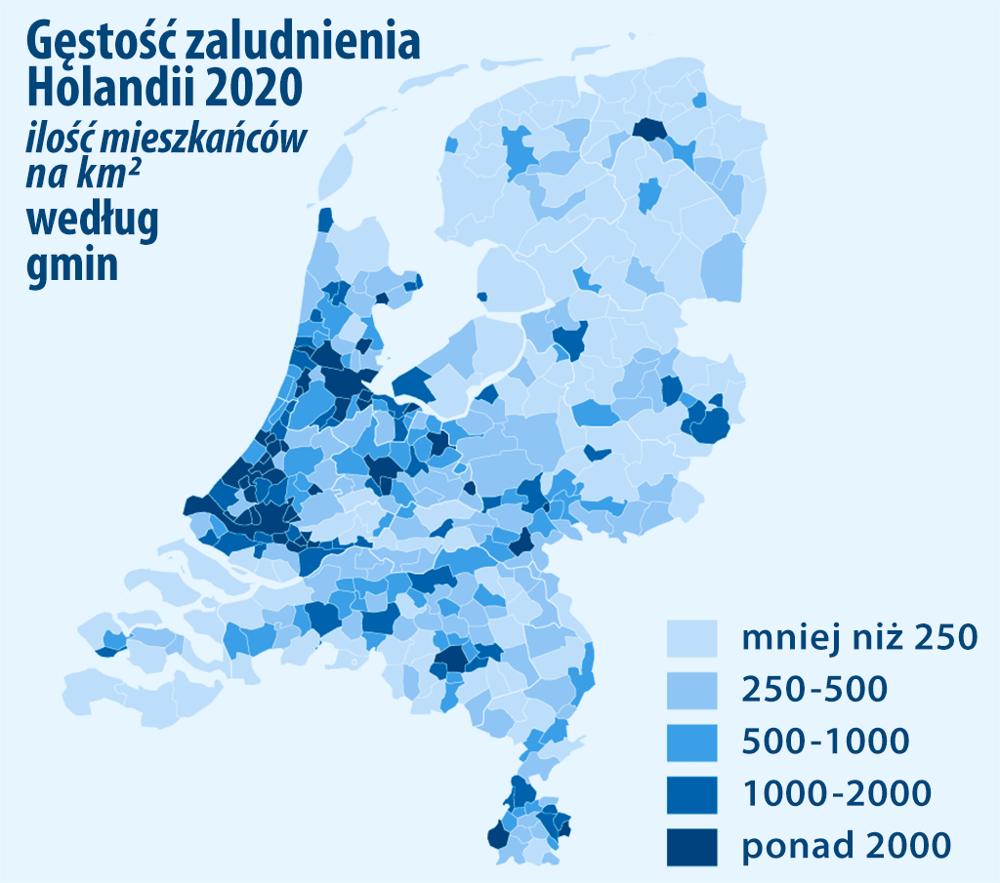 Gęstość zaludnienia
Holandii 2020
ilość mieszkańców
na km²
według
gmin
mniej niż 250
250-500
500-1000
1000-2000
ponad 2000